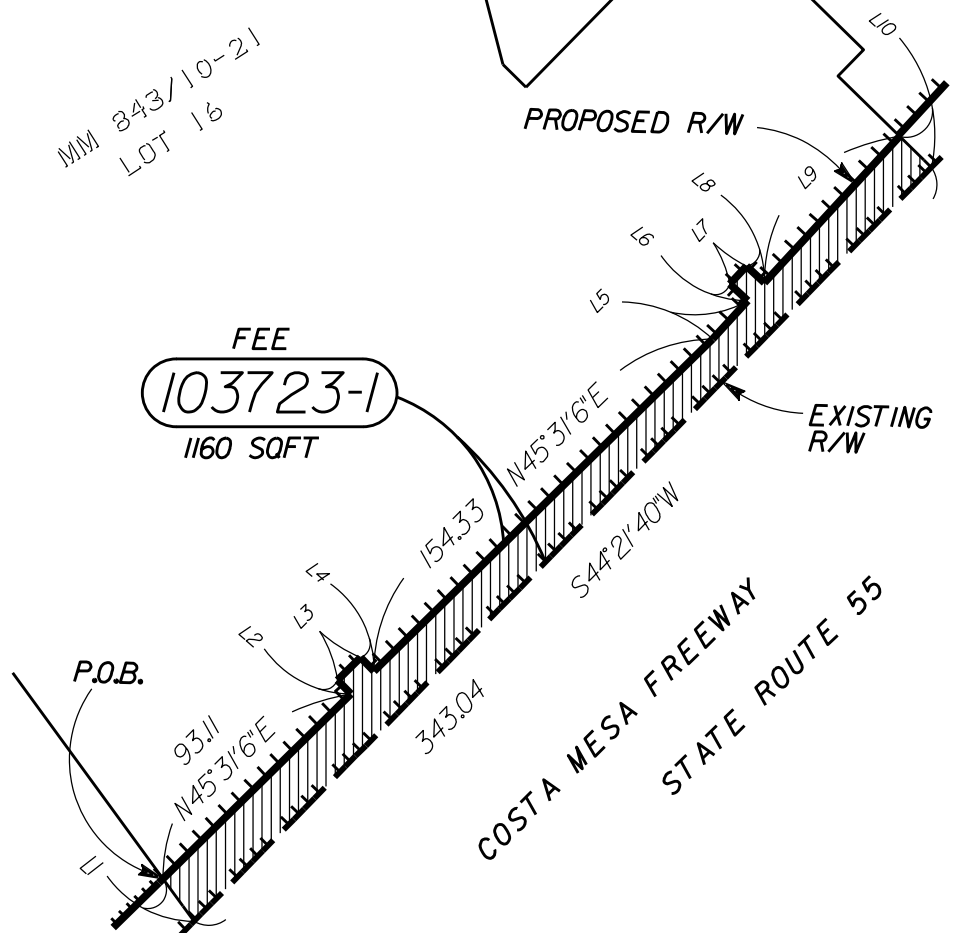 MM 843/10-21
LOT 16
L10
PROPOSED R/W
L9
L8
L7
L6
L5
FEE
103723-1
1160 SQFT
EXISTING
R/W
N45°31'6"E
154.33
S44°21'40"W
L4
L3
L2
P.O.B.
93.11
N45°31'6"E
343.04
COSTA MESA FREEWAY
STATE ROUTE 55
L1